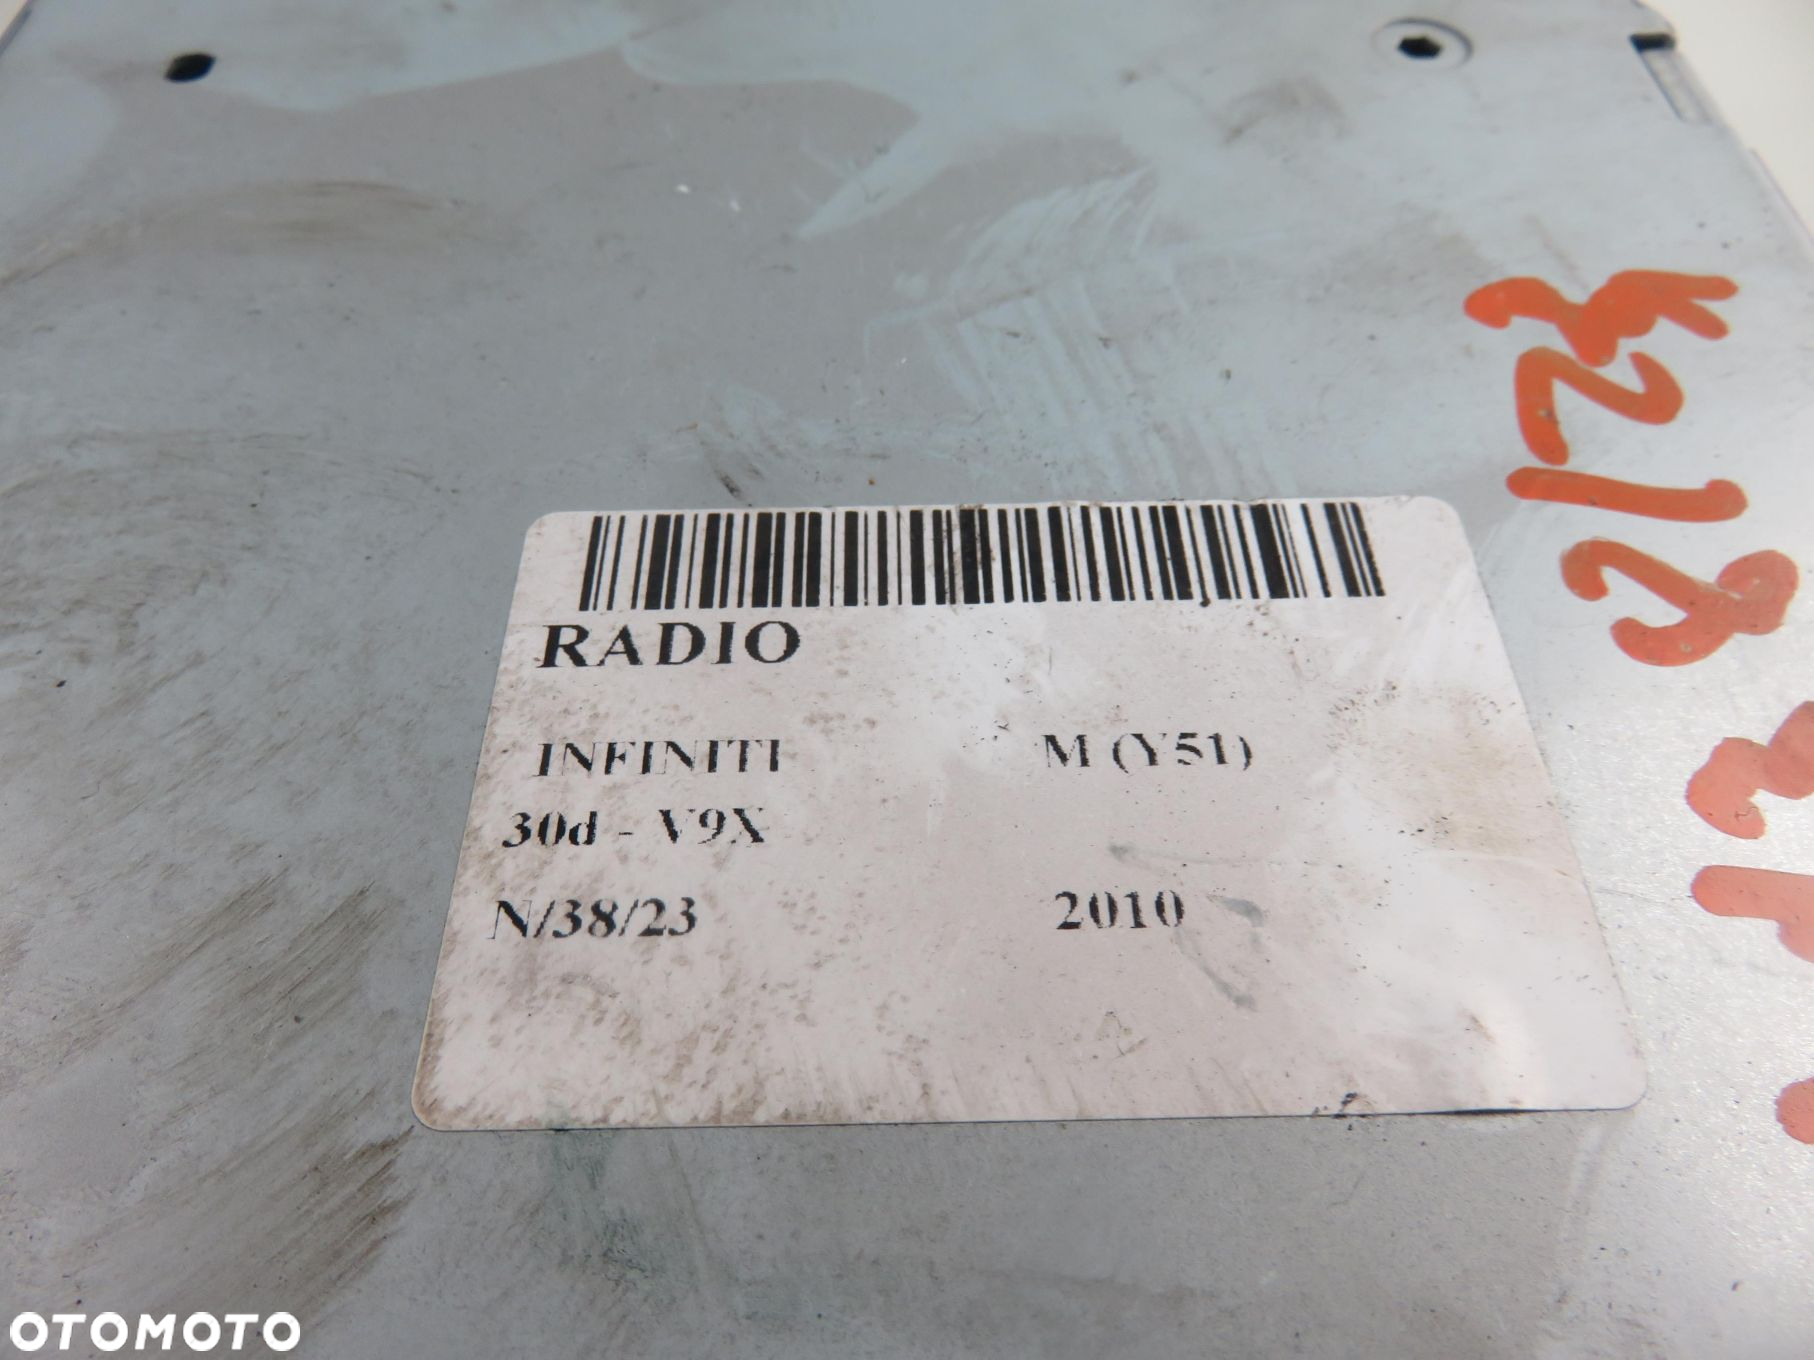 RADIO
INFINITI M (Y51)
30d - V9X
N/38/23 2010
OTOMOTO